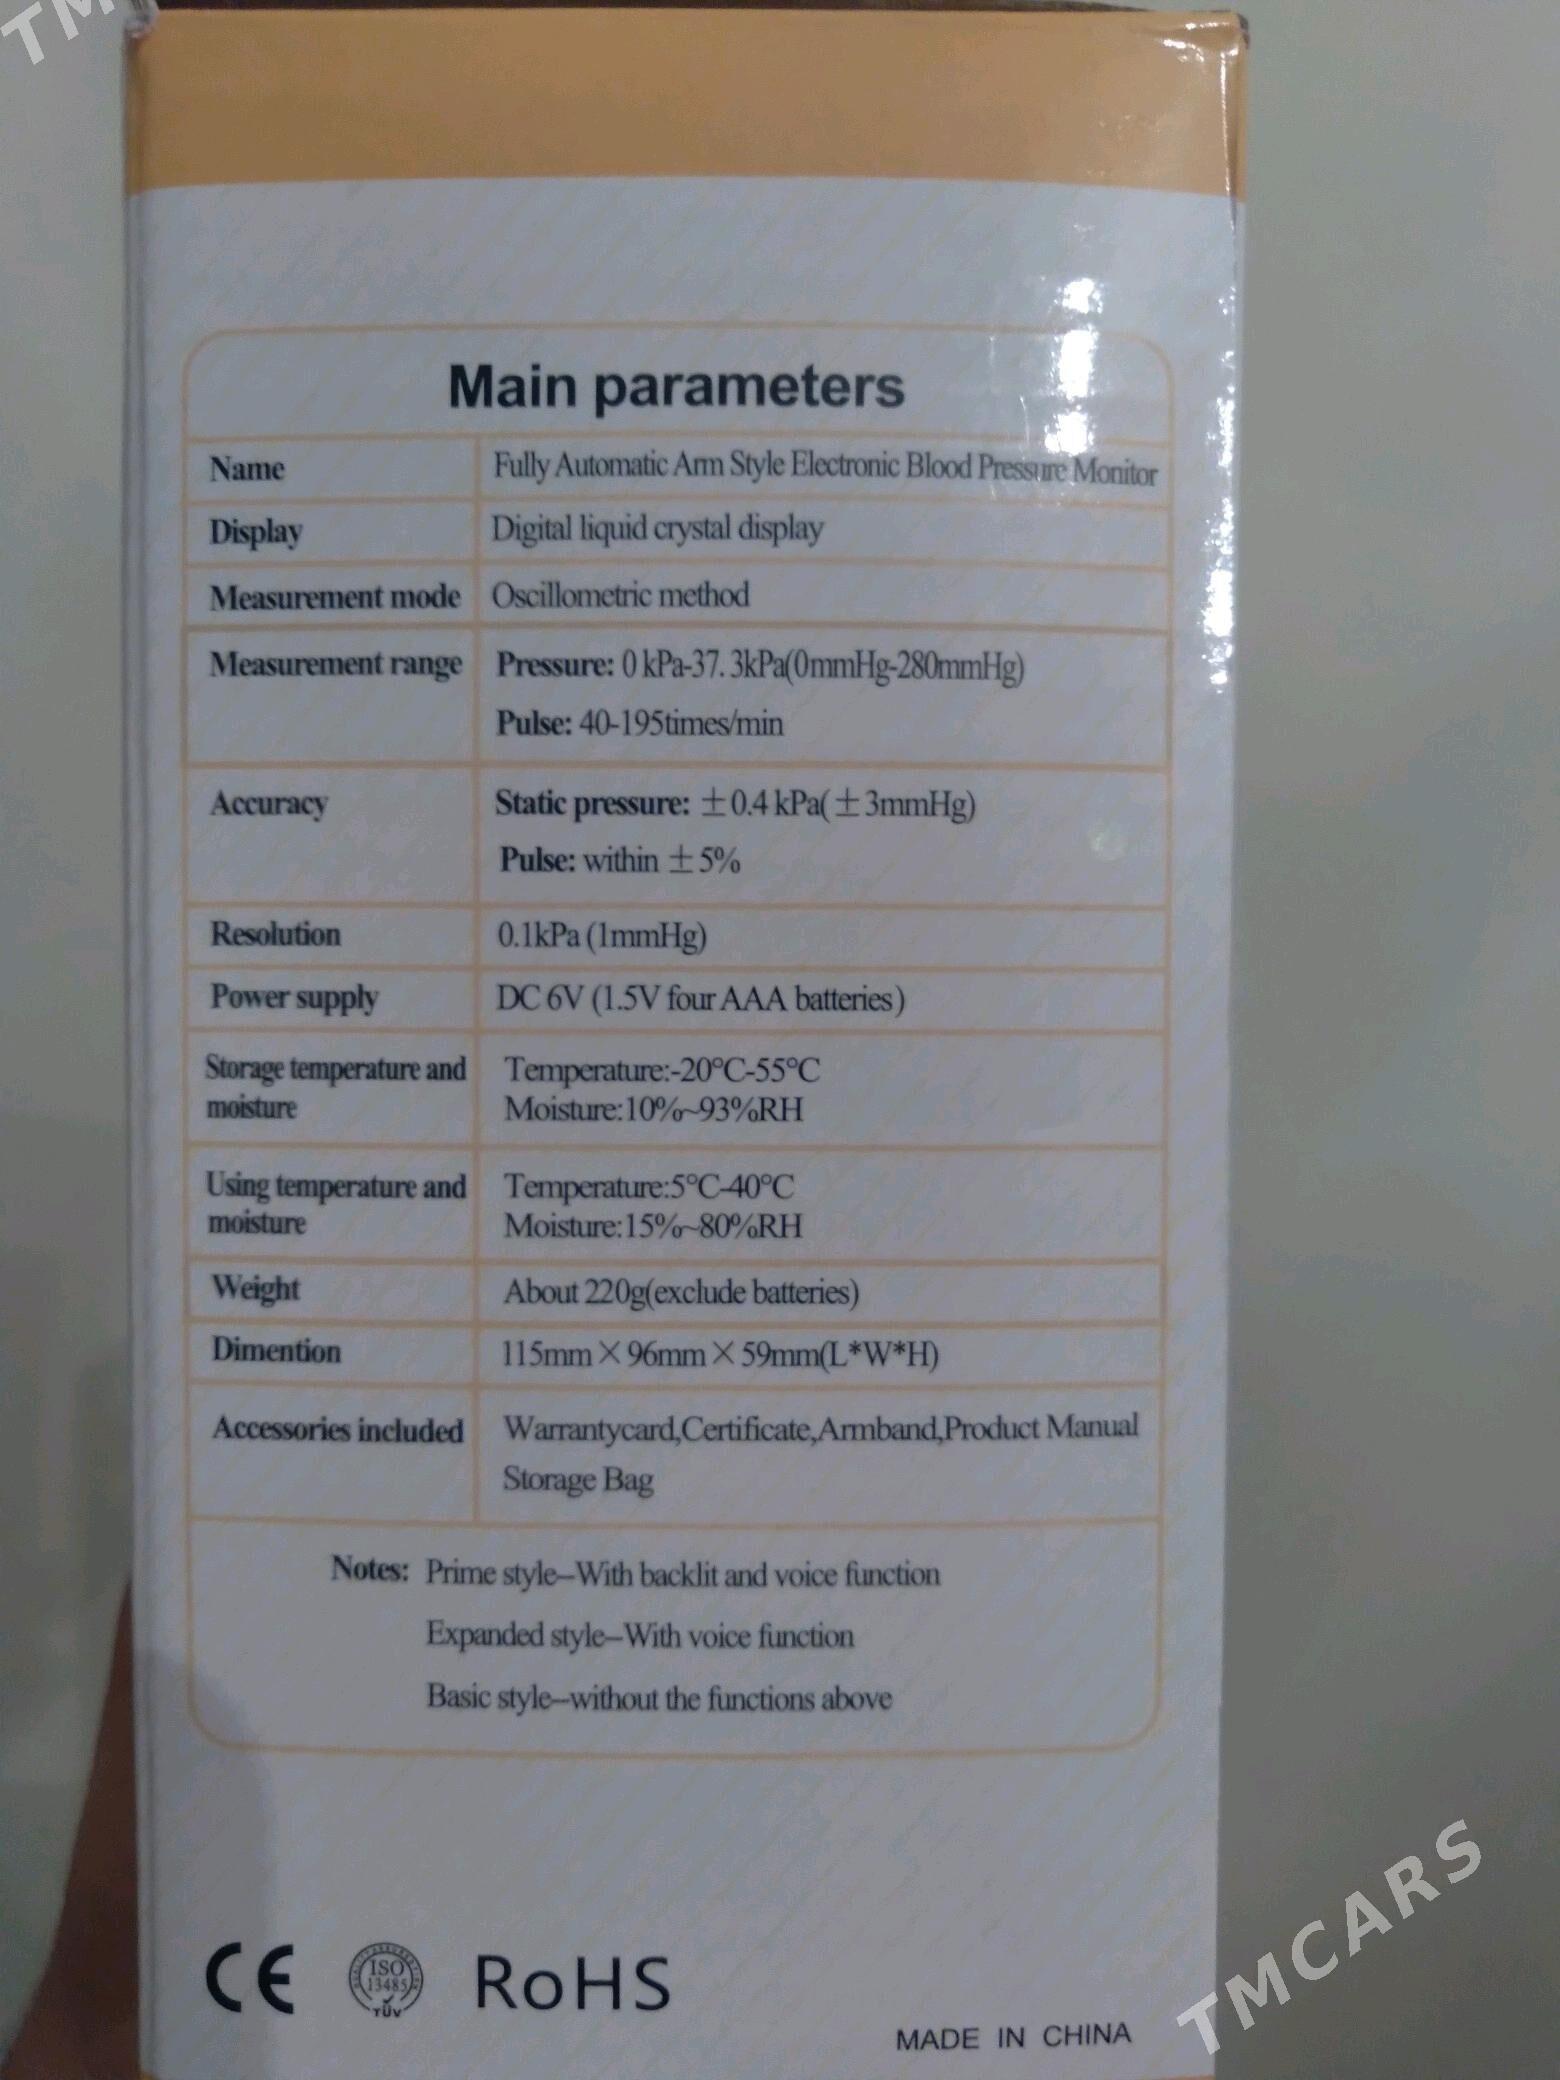 TM
Main parameters
Name Fully Automatic Arm Style Electronic Blood Pressure Monitor
Display Digital liquid crystal display
Measurement mode Oscillometric method
Measurement range Pressure: 0 kPa-37. 3kPa(0mmHg-280mmHg)
Pulse: 40-195times/min
Accuracy Static pressure: ±0.4 kPa(±3mmHg)
Pulse: within ±5%
Resolution 0.1kPa (1mmHg)
Power supply DC 6V (1.5V four AAA batteries)
Storage temperature and Temperature:-20°C-55°C
moisture Moisture:10%~93%RH
Using temperature and Temperature:5°C-40°C
moisture Moisture:15%~80%RH
Weight About 220g(exclude batteries)
Dimention 115mm×96mm×59mm(L*W*H)
Accessories included Warrantycard,Certificate,Armband,Product Manual
Storage Bag
Notes: Prime style–With backlit and voice function
Expanded style–With voice function
Basic style–without the functions above
CE ISO 13485 TÜV RoHS
MADE IN CHINA
TMCARS